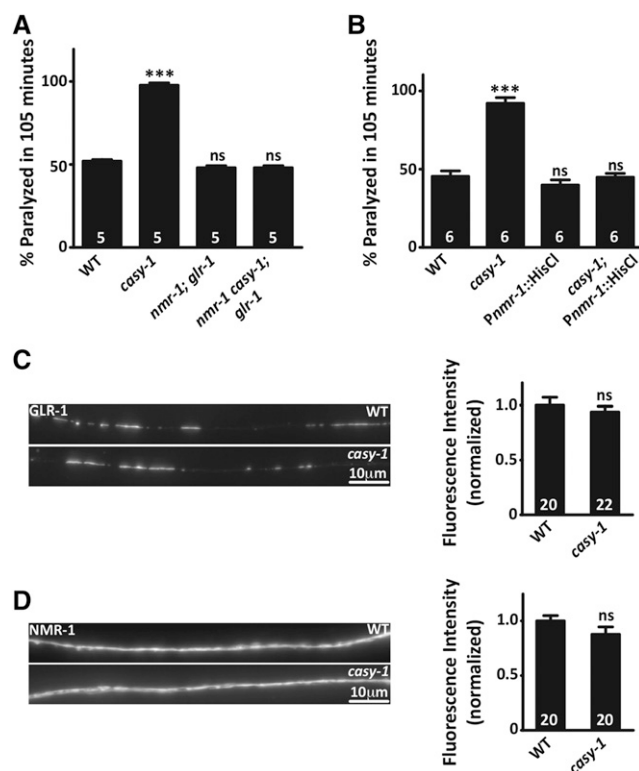 A
% Paralyzed in 105 minutes
100
50
0
***
ns
ns
5
5
5
5
WT
casy-1
nmr-1; glr-1
nmr-1 casy-1;
glr-1
B
% Paralyzed in 105 minutes
100
50
0
***
ns
ns
6
6
6
6
WT
casy-1
Pnmr-1::HisCl
casy-1;
Pnmr-1::HisCl
C
GLR-1
WT
casy-1
10μm
Fluorescence Intensity
(normalized)
1.0
0.5
0
ns
20
22
WT
casy-1
D
NMR-1
WT
casy-1
10μm
Fluorescence Intensity
(normalized)
1.0
0.5
0
ns
20
20
WT
casy-1